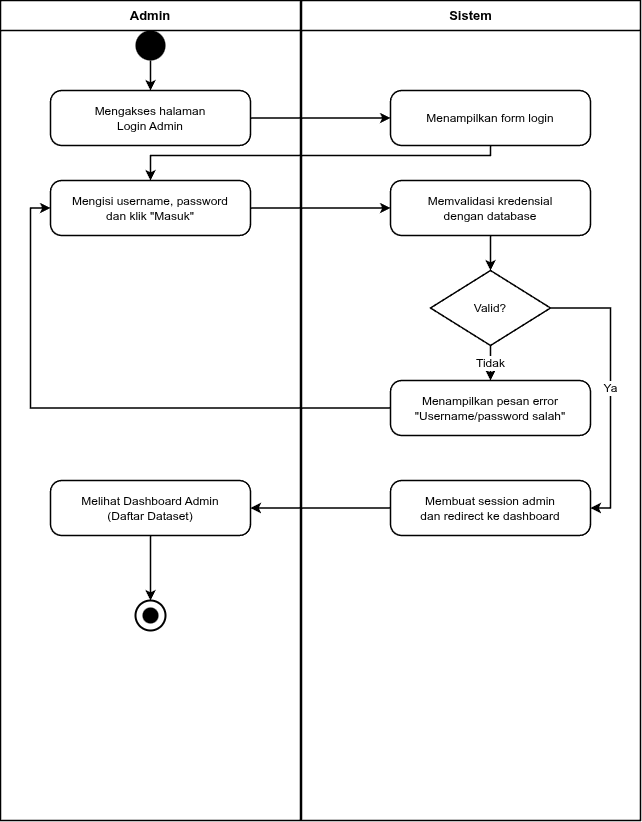 Admin
Sistem
Mengakses halaman
Login Admin
Menampilkan form login
Mengisi username, password
dan klik "Masuk"
Memvalidasi kredensial
dengan database
Valid?
Tidak
Ya
Menampilkan pesan error
"Username/password salah"
Melihat Dashboard Admin
(Daftar Dataset)
Membuat session admin
dan redirect ke dashboard